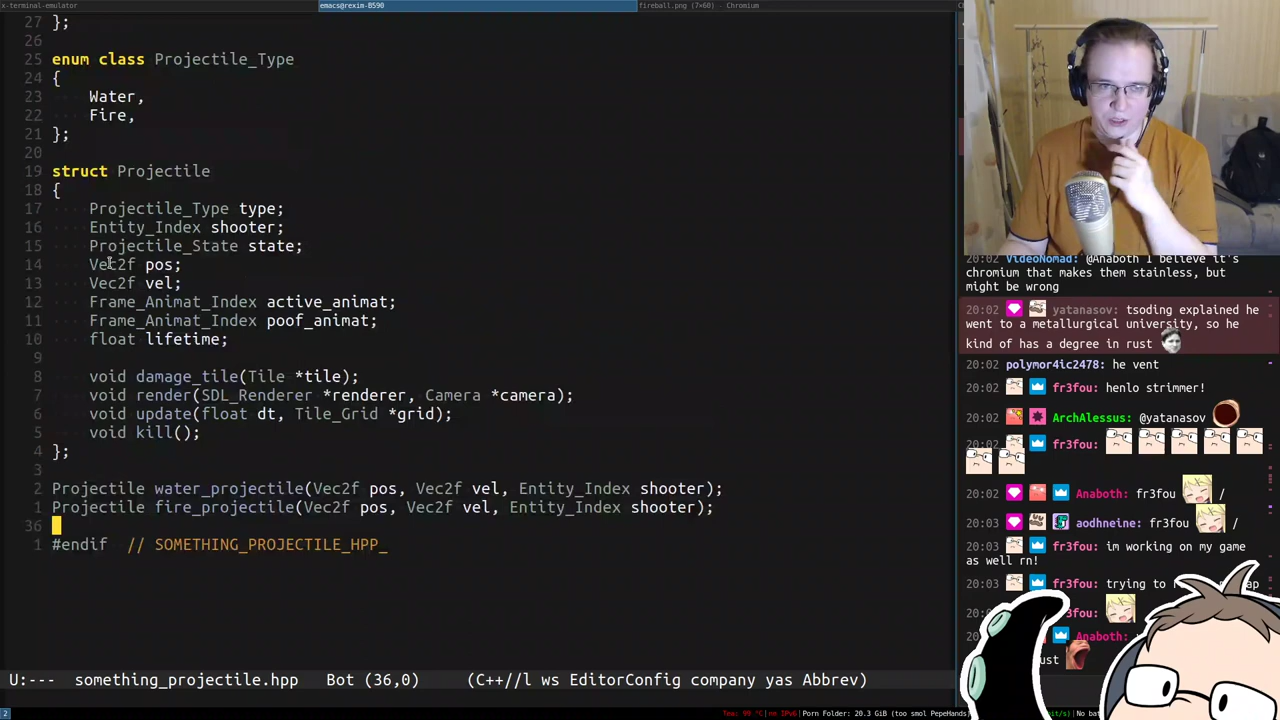 x-terminal-emulator
emacs@rexim-B590
fireball.png (7×60) - Chromium
27 };
26
25 enum class Projectile_Type
24 {
23 Water,
22 Fire,
21 };
20
19 struct Projectile
18 {
17 Projectile_Type type;
16 Entity_Index shooter;
15 Projectile_State state;
14 Vec2f pos;
13 Vec2f vel;
12 Frame_Animat_Index active_animat;
11 Frame_Animat_Index poof_animat;
10 float lifetime;
9
8 void damage_tile(Tile *tile);
7 void render(SDL_Renderer *renderer, Camera *camera);
6 void update(float dt, Tile_Grid *grid);
5 void kill();
4 };
3
2 Projectile water_projectile(Vec2f pos, Vec2f vel, Entity_Index shooter);
1 Projectile fire_projectile(Vec2f pos, Vec2f vel, Entity_Index shooter);
36
1 #endif // SOMETHING_PROJECTILE_HPP_
U:--- something_projectile.hpp Bot (36,0) (C++//l ws EditorConfig company yas Abbrev)
20:02 VideoNomad: @Anaboth I believe it's
chromium that makes them stainless, but
might be wrong
20:02 yatanasov: tsoding explained he
went to a metallurgical university, so he
kind of has a degree in rust
20:02 polymor4ic2478: he vent
20:02 fr3fou: henlo strimmer!
20:02 ArchAlessus: @yatanasov
20:02 fr3fou:
20:02 Anaboth: fr3fou /
20:03 aodhneine: fr3fou /
20:03 fr3fou: im working on my game
as well rn!
20:03 fr3fou: trying to
fr3fou:
Anaboth:
2 Porn Folder: 20.3 GiB (too smol PepeHands)